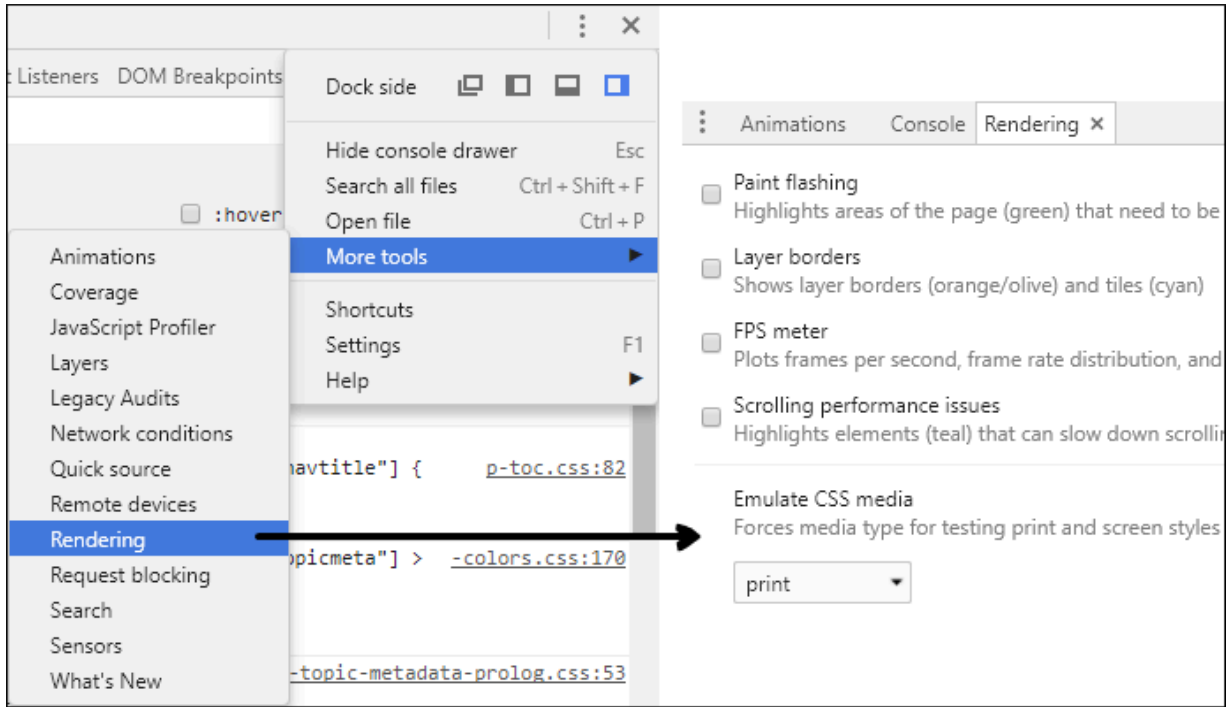 t Listeners DOM Breakpoints
:hover
Dock side
Hide console drawer Esc
Search all files Ctrl + Shift + F
Open file Ctrl + P
More tools
Shortcuts
Settings F1
Help
Animations
Coverage
JavaScript Profiler
Layers
Legacy Audits
Network conditions
Quick source
Remote devices
Rendering
Request blocking
Search
Sensors
What's New
navtitle"] { p-toc.css:82
opicmeta"] > -colors.css:170
-topic-metadata-prolog.css:53
Animations Console Rendering ×
Paint flashing
Highlights areas of the page (green) that need to be
Layer borders
Shows layer borders (orange/olive) and tiles (cyan)
FPS meter
Plots frames per second, frame rate distribution, and
Scrolling performance issues
Highlights elements (teal) that can slow down scrollin
Emulate CSS media
Forces media type for testing print and screen styles
print